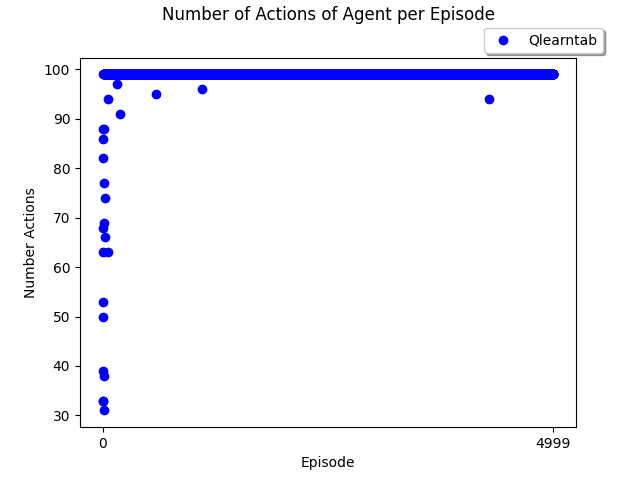 Number of Actions of Agent per Episode
Qlearntab
100
90
80
70
60
50
40
30
Number Actions
0
4999
Episode